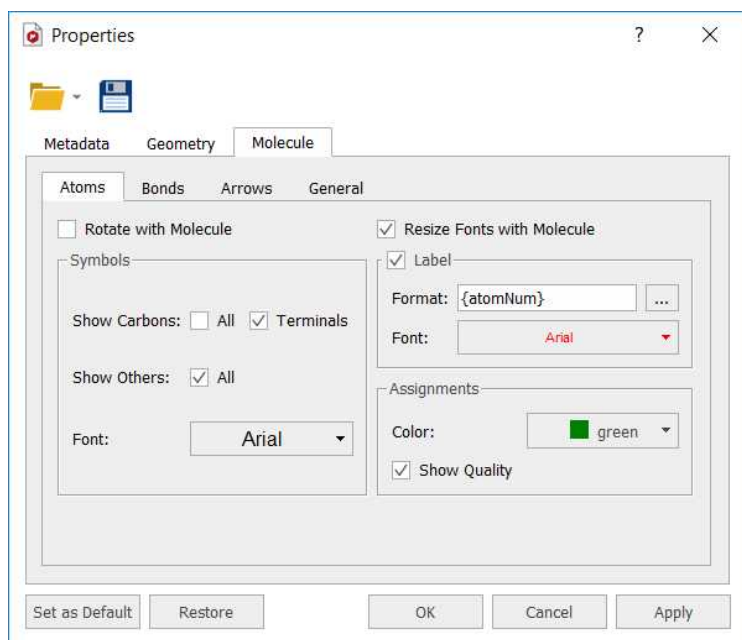 Properties
?
Metadata Geometry Molecule
Atoms Bonds Arrows General
Rotate with Molecule
Resize Fonts with Molecule
Symbols
Show Carbons: All Terminals
Show Others: All
Font: Arial
Label
Format: {atomNum} ...
Font: Arial
Assignments
Color: green
Show Quality
Set as Default Restore OK Cancel Apply